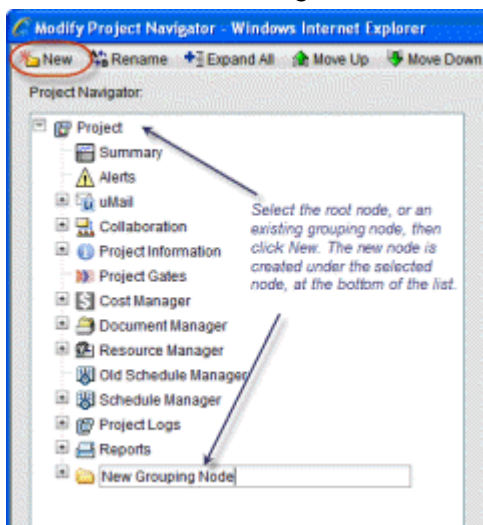 Modify Project Navigator - Windows Internet Explorer
New Rename Expand All Move Up Move Down
Project Navigator:
Project
Summary
Alerts
uMail
Collaboration
Project Information
Project Gates
Cost Manager
Document Manager
Resource Manager
Old Schedule Manager
Schedule Manager
Project Logs
Reports
New Grouping Node
Select the root node, or an
existing grouping node, then
click New. The new node is
created under the selected
node, at the bottom of the list.